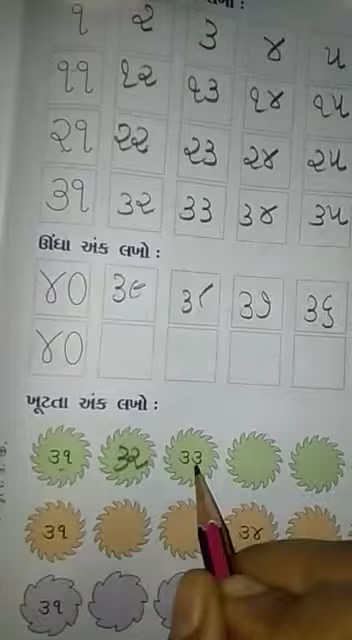 લખો :
૧ ૨ ૩ ૪ ૫
૧૧ ૧૨ ૧૩ ૧૪ ૧૫
૨૧ ૨૨ ૨૩ ૨૪ ૨૫
૩૧ ૩૨ ૩૩ ૩૪ ૩૫
ઊંધા અંક લખો :
૪૦ ૩૯ ૩૮ ૩૭ ૩૬
૪૦
ખૂટતા અંક લખો :
૩૧ ૩૨ ૩૩
૩૧ ૩૪
૩૧